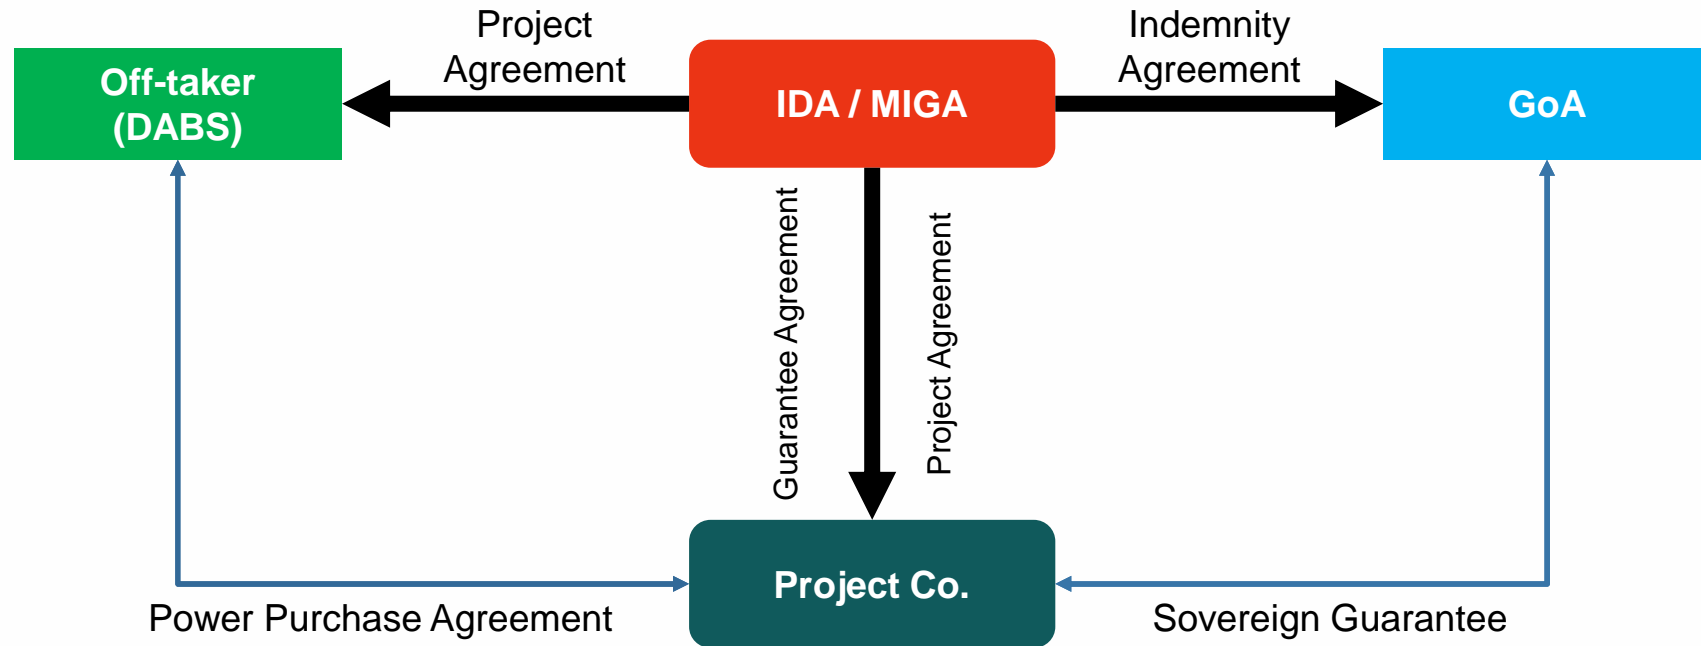 Project
Agreement
Indemnity
Agreement
Off-taker
(DABS)
IDA / MIGA
GoA
Guarantee Agreement
Project Agreement
Project Co.
Power Purchase Agreement
Sovereign Guarantee